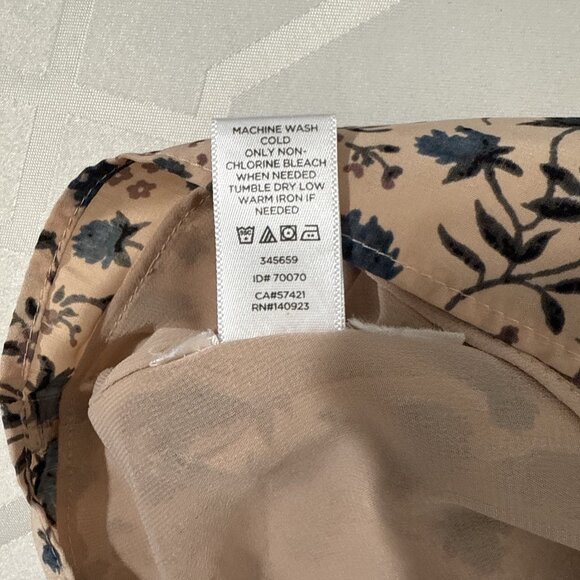 MACHINE WASH
COLD
ONLY NON-
CHLORINE BLEACH
WHEN NEEDED
TUMBLE DRY LOW
WARM IRON IF
NEEDED
345659
ID# 70070
CA#57421
RN#140923